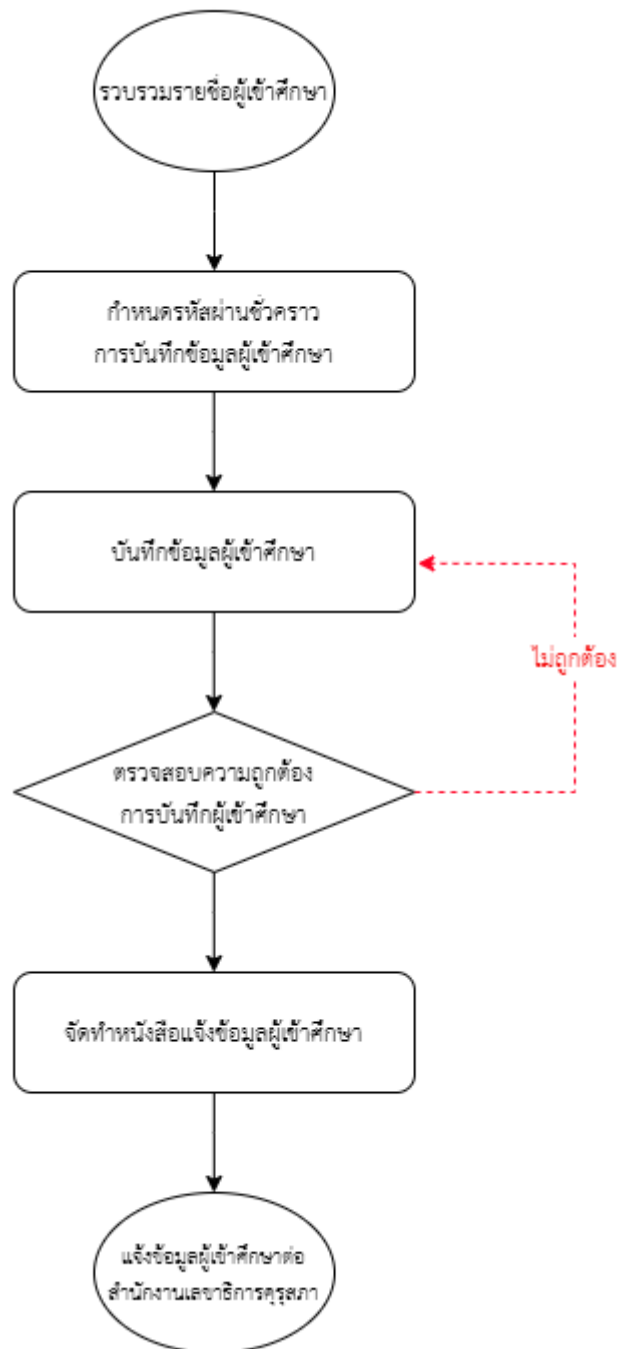 รวบรวมรายชื่อผู้เข้าศึกษา
กำหนดรหัสผ่านชั่วคราว
การบันทึกข้อมูลผู้เข้าศึกษา
บันทึกข้อมูลผู้เข้าศึกษา
ไม่ถูกต้อง
ตรวจสอบความถูกต้อง
การบันทึกผู้เข้าศึกษา
จัดทำหนังสือแจ้งข้อมูลผู้เข้าศึกษา
แจ้งข้อมูลผู้เข้าศึกษาต่อ
สำนักงานเลขาธิการคุรุสภา